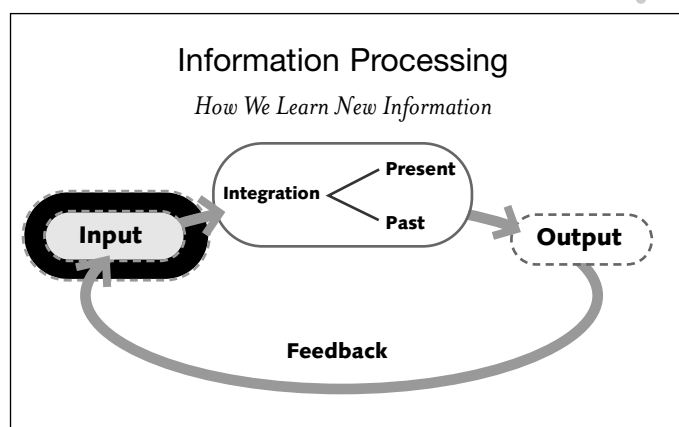 Information Processing
How We Learn New Information
Present
Integration
Past
Input
Output
Feedback